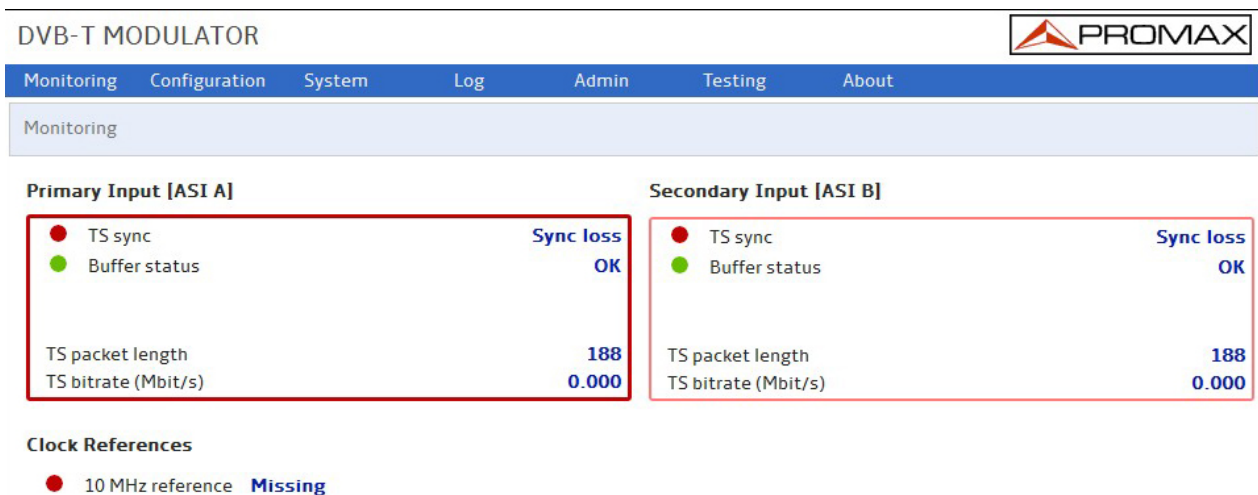 DVB-T MODULATOR
PROMAX
Monitoring Configuration System Log Admin Testing About
Monitoring
Primary Input [ASI A]
TS sync Sync loss
Buffer status OK
TS packet length 188
TS bitrate (Mbit/s) 0.000
Secondary Input [ASI B]
TS sync Sync loss
Buffer status OK
TS packet length 188
TS bitrate (Mbit/s) 0.000
Clock References
10 MHz reference Missing